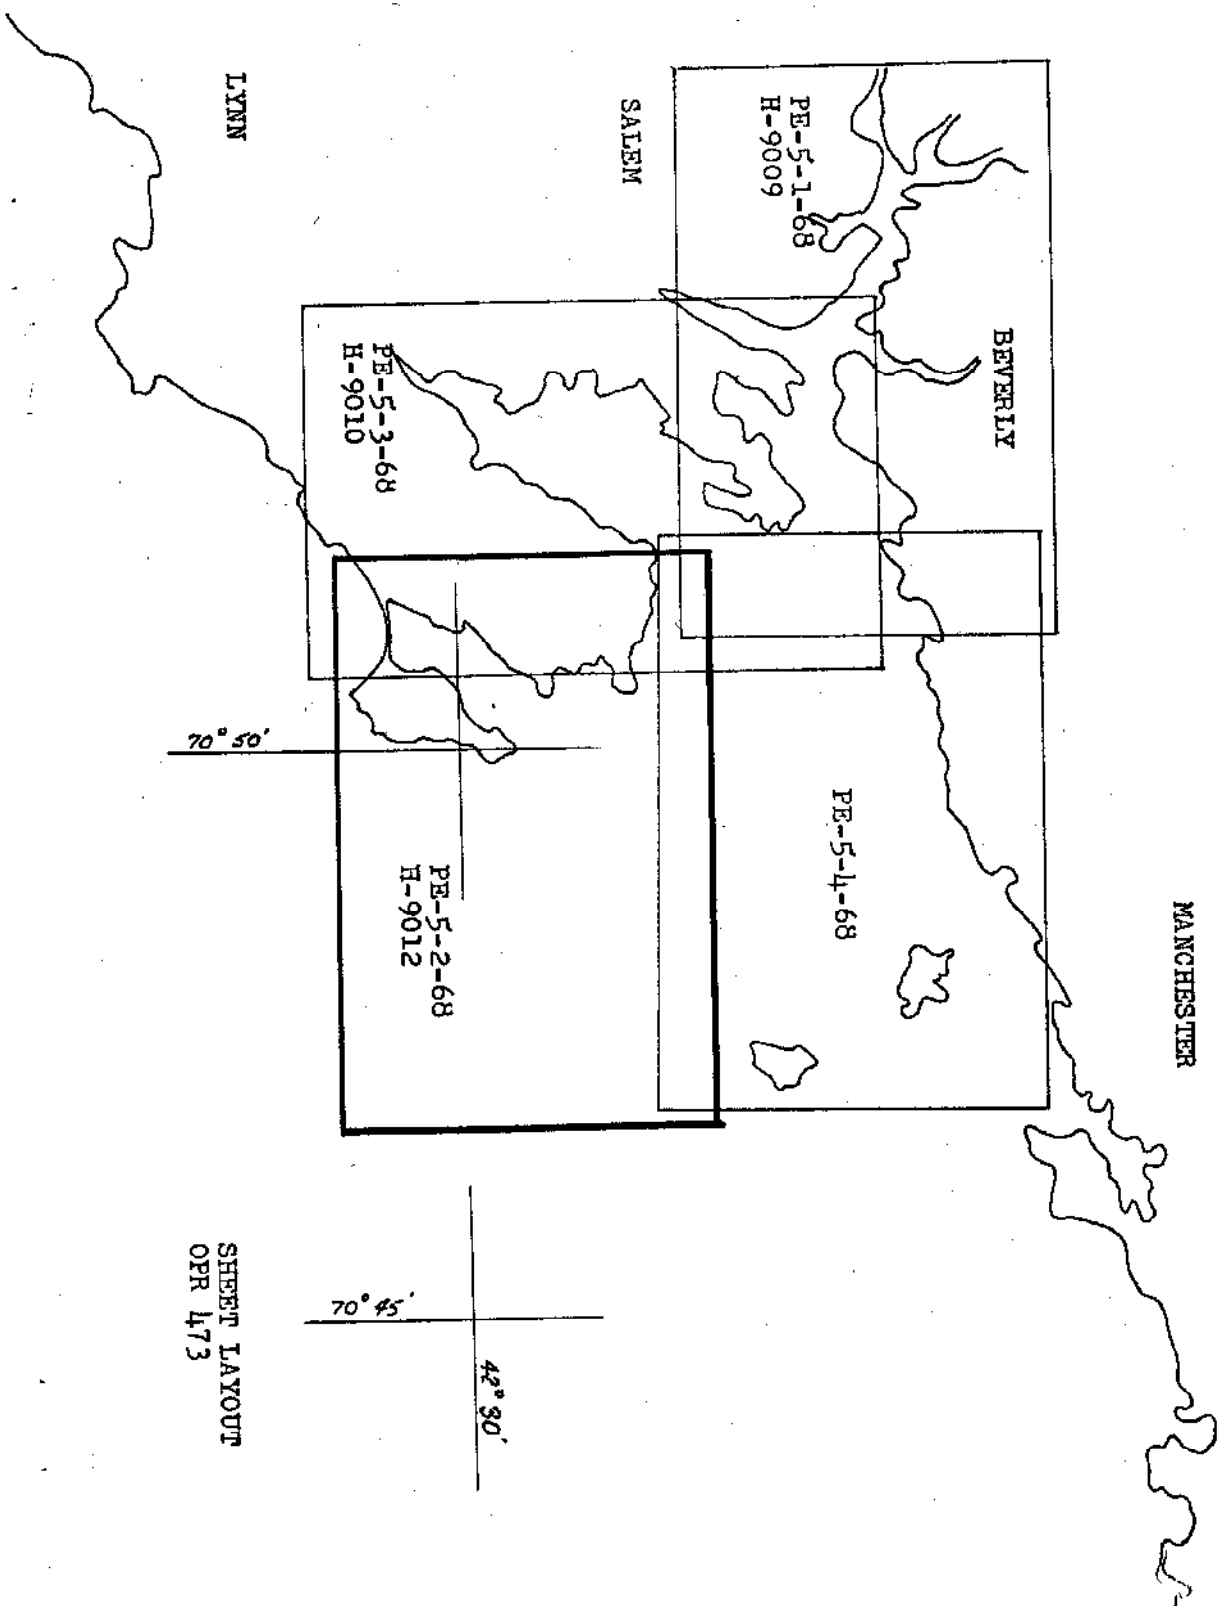 MANCHESTER
BEVERLY
PE-5-1-68
H-9009
SALEM
PE-5-4-68
PE-5-3-68
H-9010
PE-5-2-68
H-9012
LYNN
70° 50'
42° 30'
70° 45'
SHEET LAYOUT
OPR 473